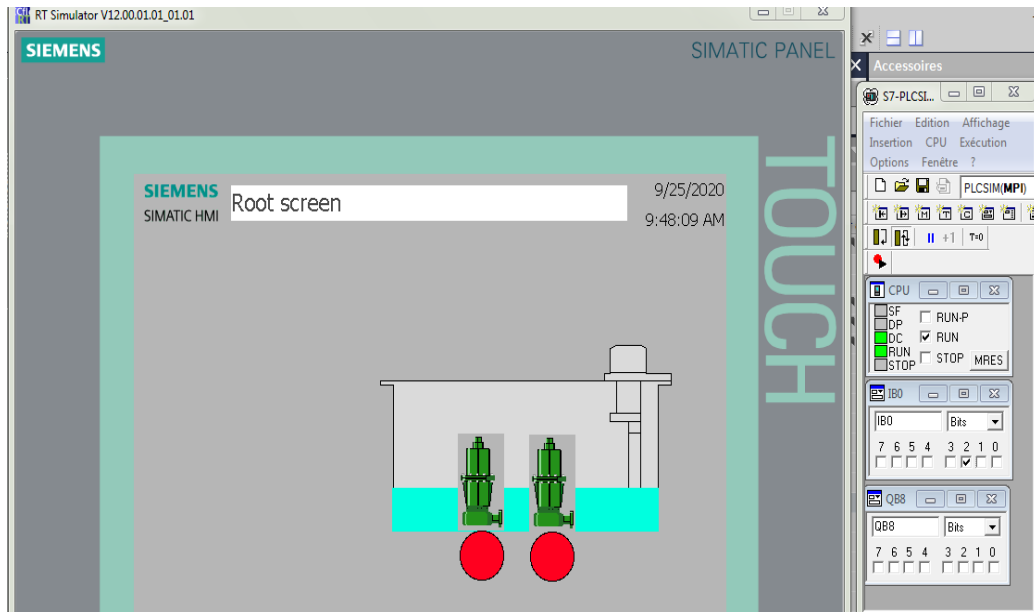 RT Simulator V12.00.01.01_01.01
SIEMENS
SIMATIC PANEL
TOUCH
SIEMENS
SIMATIC HMI
Root screen
9/25/2020
9:48:09 AM
Accessoires
S7-PLCSI...
Fichier Edition Affichage
Insertion CPU Exécution
Options Fenêtre ?
PLCSIM(MPI)
+1 T=0
CPU
SF
DP
DC
RUN
STOP
RUN-P
RUN
STOP MRES
IB0
IB0 Bits
7 6 5 4 3 2 1 0
QB8
QB8 Bits
7 6 5 4 3 2 1 0